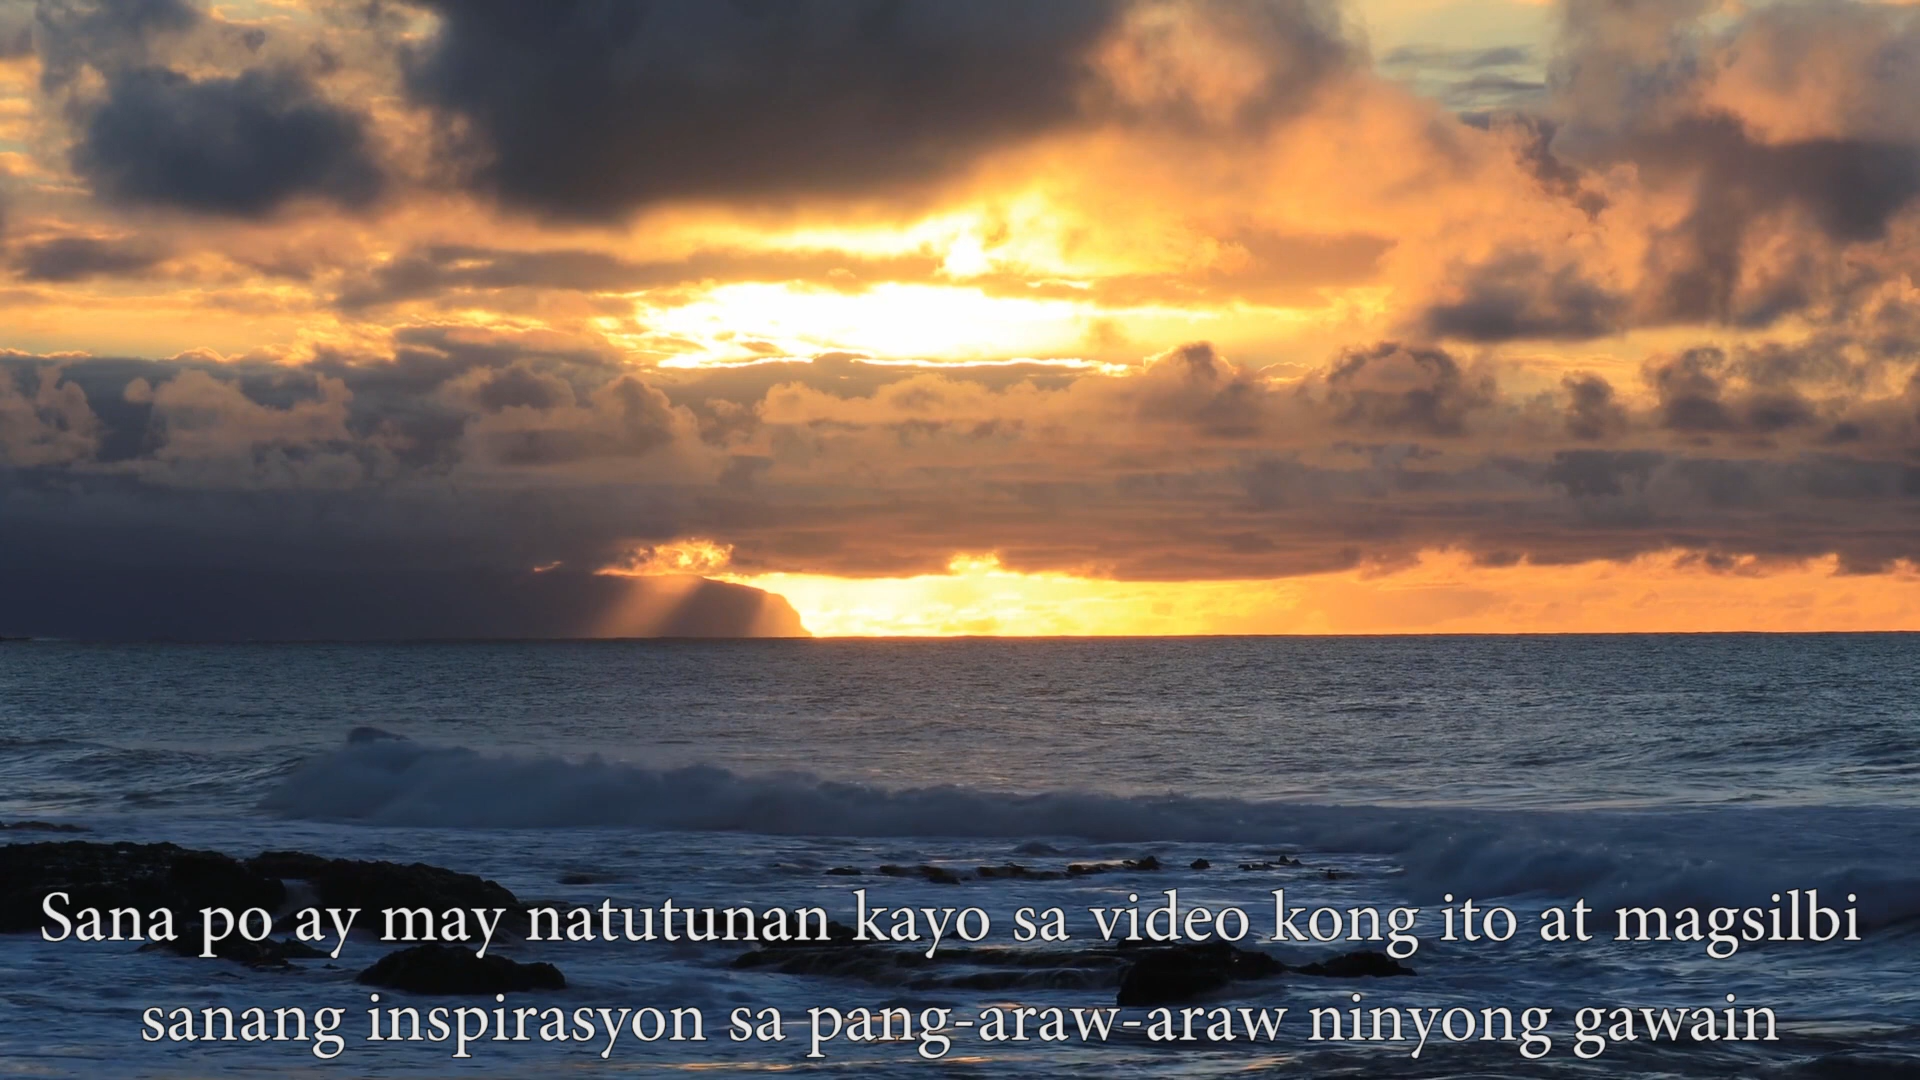 Sana po ay may natutunan kayo sa video kong ito at magsilbi
sanang inspirasyon sa pang-araw-araw ninyong gawain